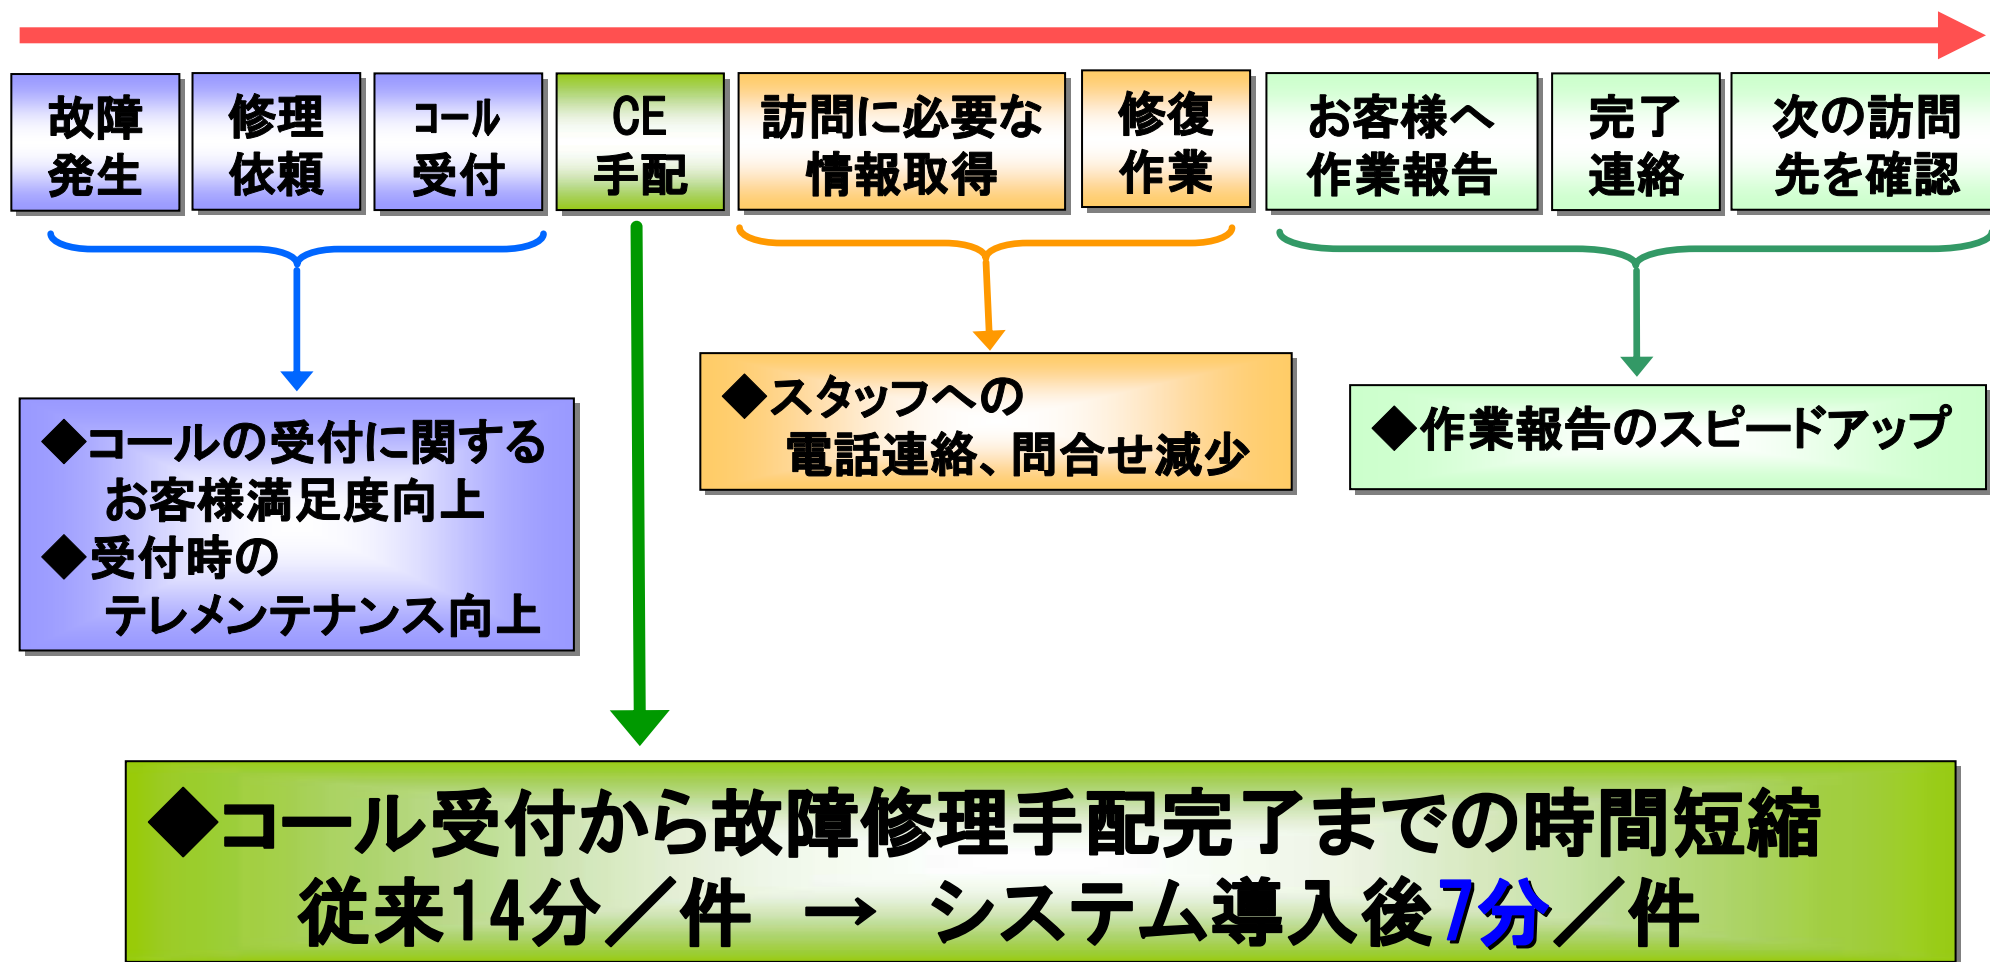 故障
発生
修理
依頼
コール
受付
CE
手配
訪問に必要な
情報取得
修復
作業
お客様へ
作業報告
完了
連絡
次の訪問
先を確認
◆コールの受付に関する
お客様満足度向上
◆受付時の
テレメンテナンス向上
◆スタッフへの
電話連絡、問合せ減少
◆作業報告のスピードアップ
◆コール受付から故障修理手配完了までの時間短縮
従来14分／件　→　システム導入後7分／件